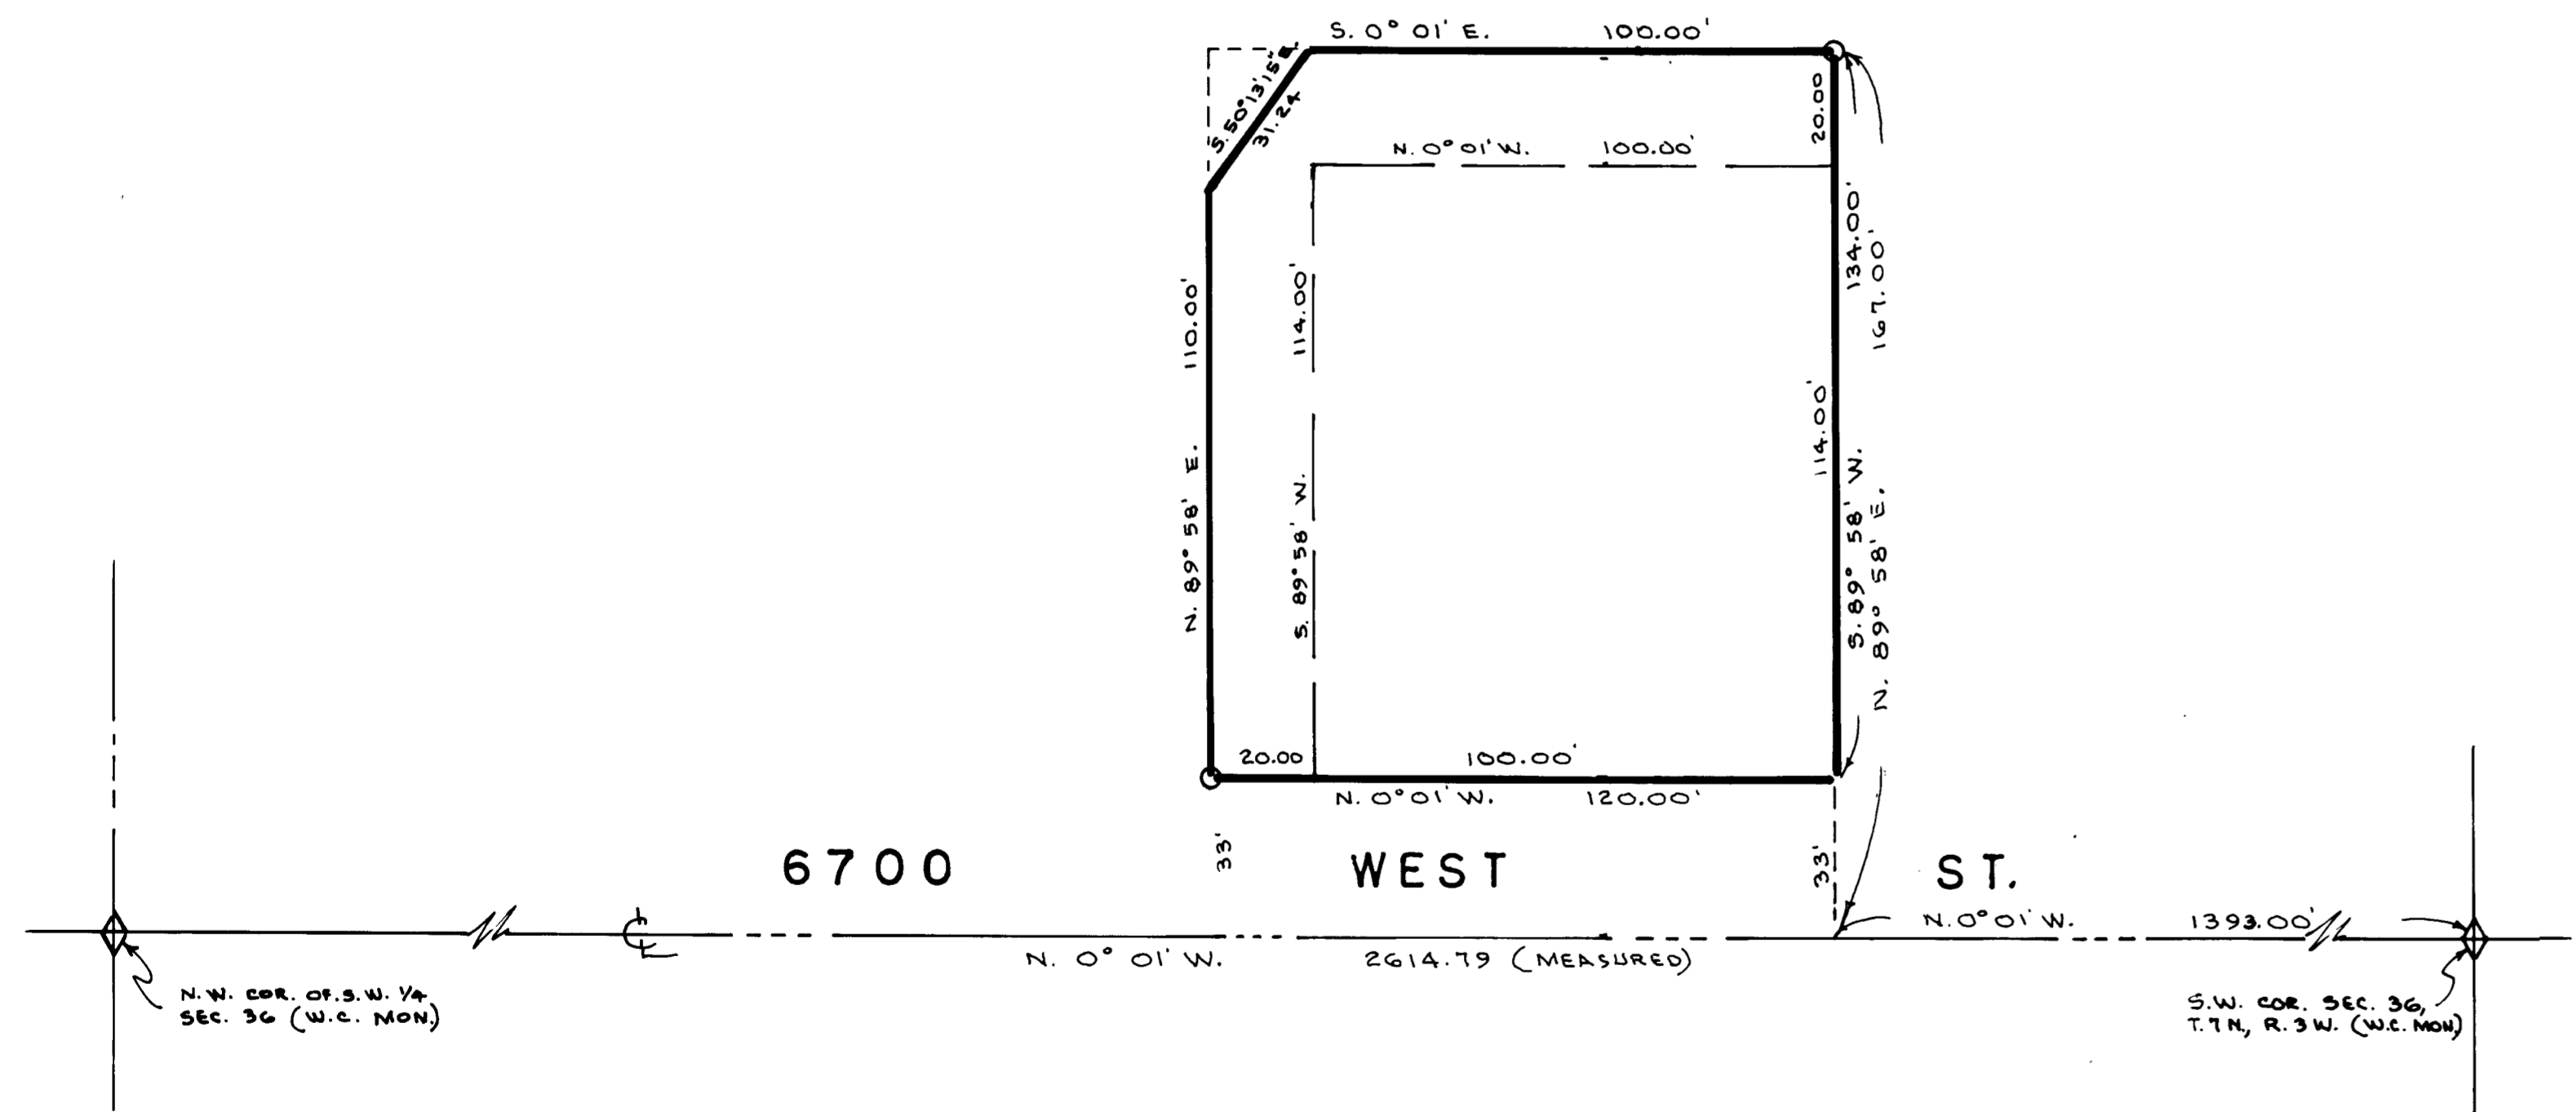 S. 0° 01' E. 100.00'
S. 50° 13' 15" E.
31.24
20.00
N. 0° 01' W. 100.00'
134.00'
167.00'
110.00'
114.00'
114.00'
N. 89° 58' E.
S. 89° 58' W.
S. 89° 58' W.
N. 89° 58' E.
20.00 100.00'
N. 0° 01' W. 120.00'
33'
33'
6700 WEST ST.
N. 0° 01' W. 1393.00'
N. 0° 01' W. 2614.79 (MEASURED)
N. W. COR. OF. S. W. 1/4
SEC. 36 (W.C. MON.)
S.W. COR. SEC. 36,
T. 7 N., R. 3 W. (W.C. MON)